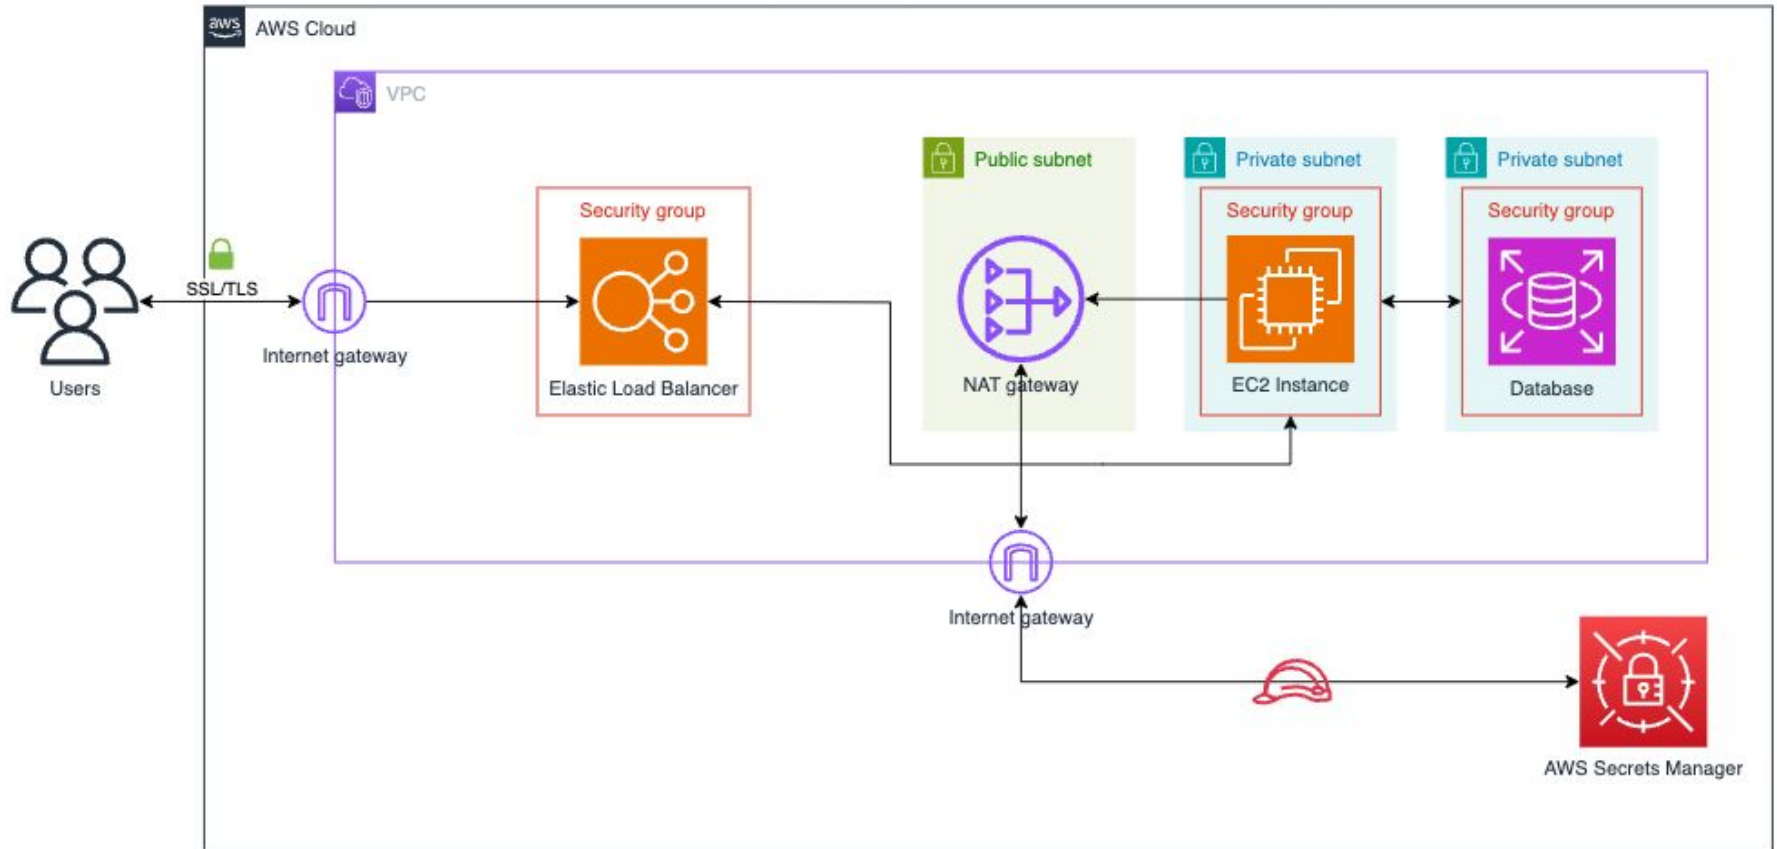 aws
AWS Cloud
VPC
Public subnet
Private subnet
Private subnet
Security group
Security group
Security group
SSL/TLS
Internet gateway
Users
Elastic Load Balancer
NAT gateway
EC2 Instance
Database
Internet gateway
AWS Secrets Manager